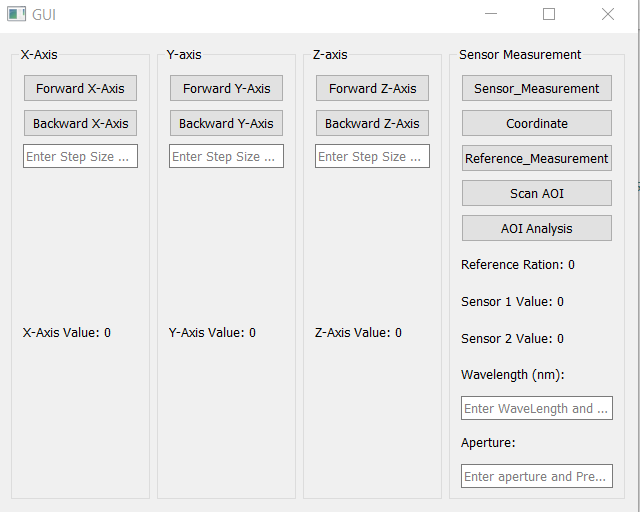 GUI
X-Axis
Forward X-Axis
Backward X-Axis
Enter Step Size ...
X-Axis Value: 0
Y-axis
Forward Y-Axis
Backward Y-Axis
Enter Step Size ...
Y-Axis Value: 0
Z-axis
Forward Z-Axis
Backward Z-Axis
Enter Step Size ...
Z-Axis Value: 0
Sensor Measurement
Sensor_Measurement
Coordinate
Reference_Measurement
Scan AOI
AOI Analysis
Reference Ration: 0
Sensor 1 Value: 0
Sensor 2 Value: 0
Wavelength (nm):
Enter WaveLength and ...
Aperture:
Enter aperture and Pre...